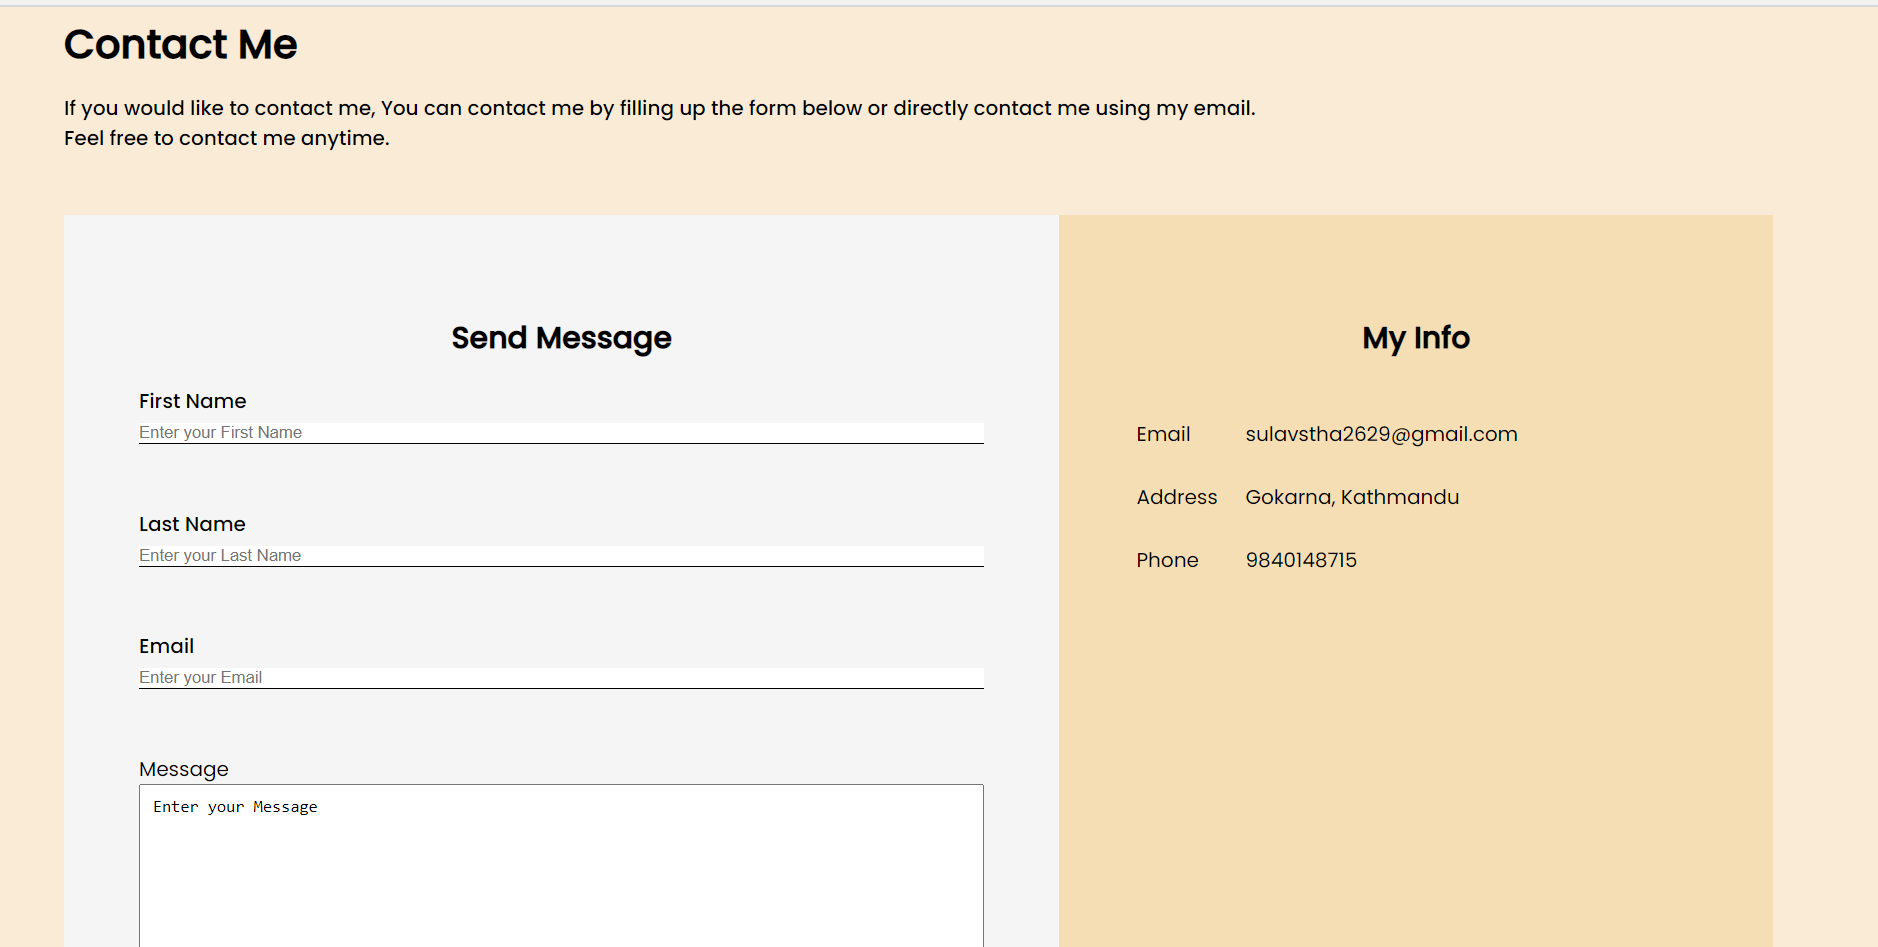 Contact Me
If you would like to contact me, You can contact me by filling up the form below or directly contact me using my email.
Feel free to contact me anytime.
Send Message
First Name
Enter your First Name
Last Name
Enter your Last Name
Email
Enter your Email
Message
Enter your Message
My Info
Email sulavstha2629@gmail.com
Address Gokarna, Kathmandu
Phone 9840148715